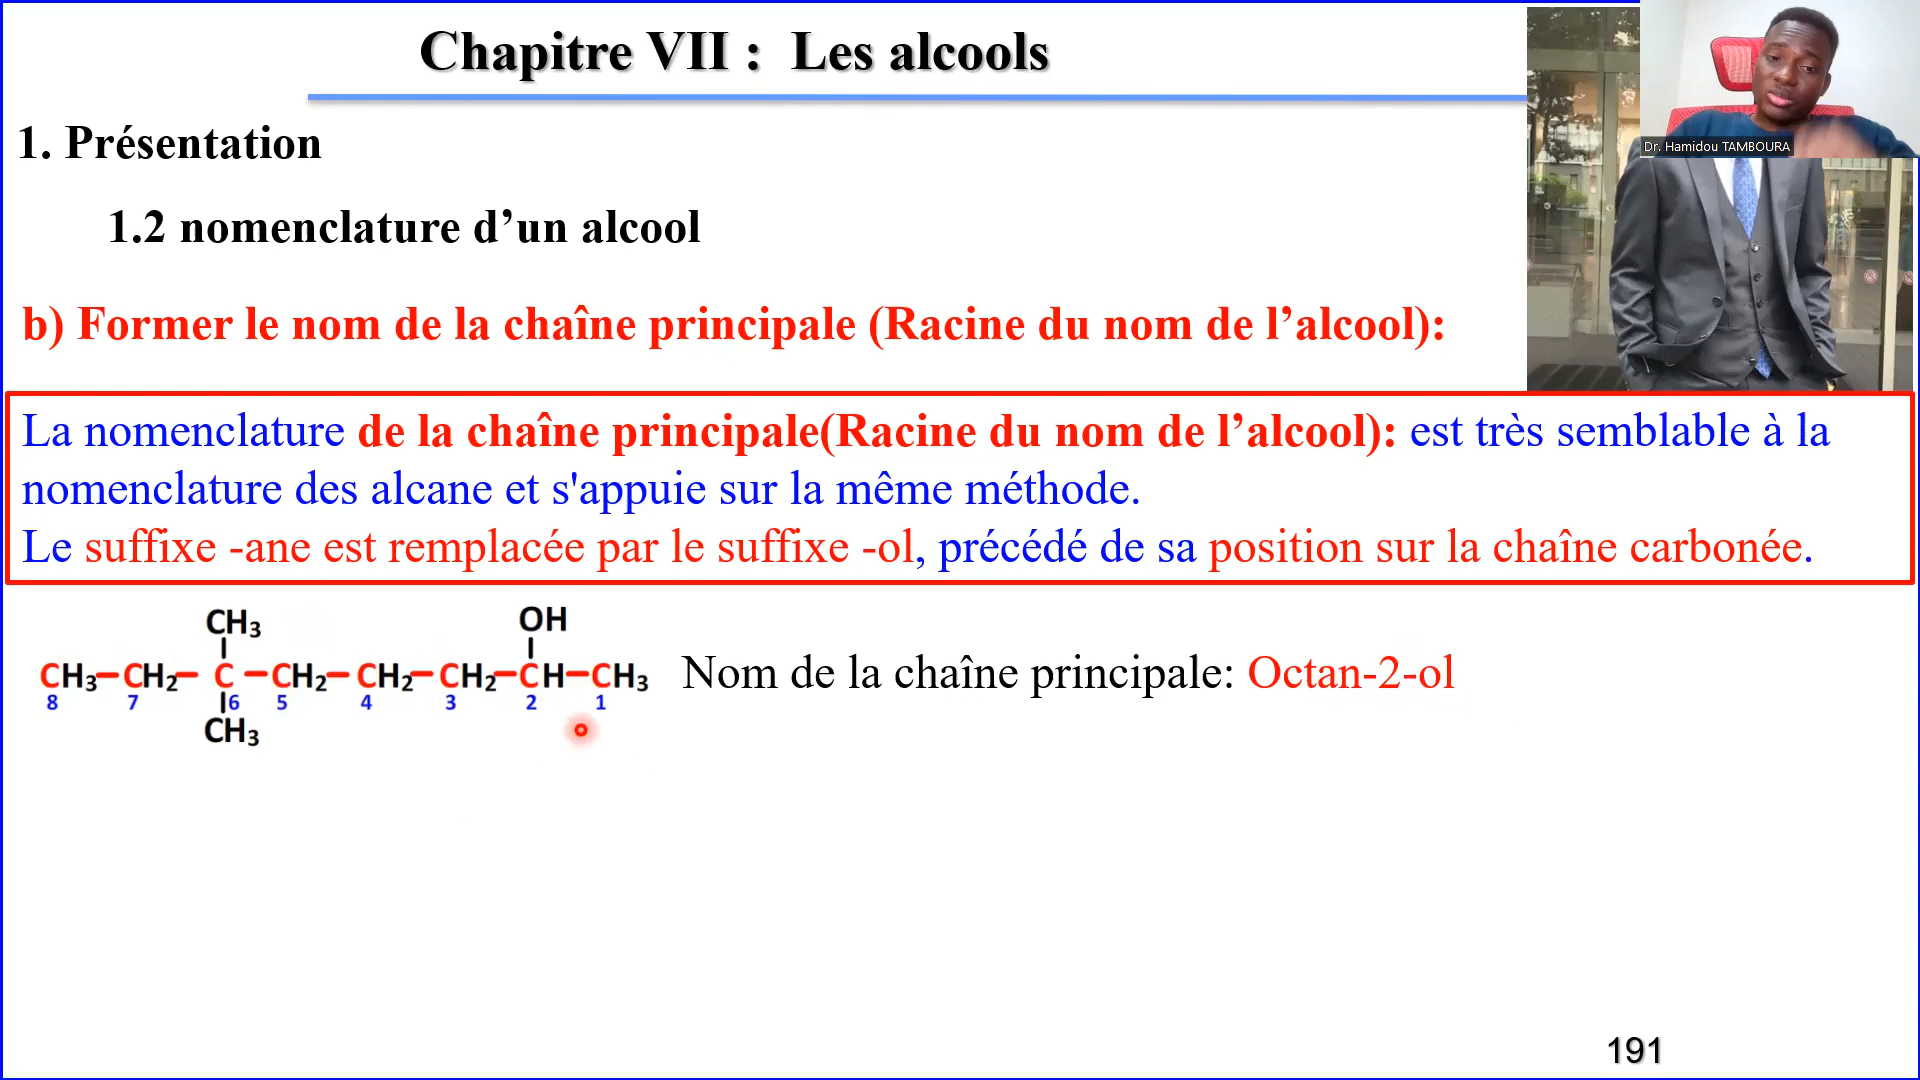 Chapitre VII :  Les alcools
Dr. Hamidou TAMBOURA
1. Présentation
1.2 nomenclature d’un alcool
b) Former le nom de la chaîne principale (Racine du nom de l’alcool):
La nomenclature de la chaîne principale(Racine du nom de l’alcool): est très semblable à la
nomenclature des alcane et s'appuie sur la même méthode.
Le suffixe -ane est remplacée par le suffixe -ol, précédé de sa position sur la chaîne carbonée.
CH3 OH
CH3–CH2– C –CH2–CH2–CH2–CH–CH3 Nom de la chaîne principale: Octan-2-ol
8 7 6 5 4 3 2 1
CH3
191